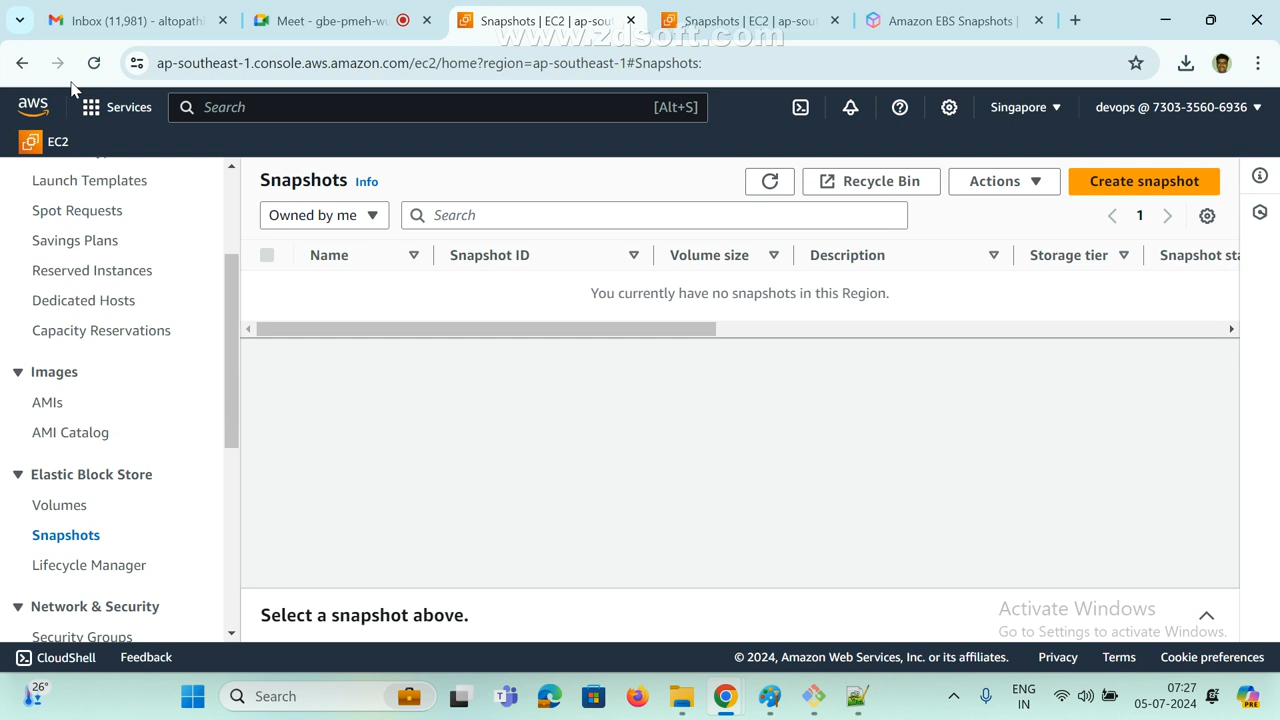 Inbox (11,981) - altopathi
Meet - gbe-pmeh-wu
Snapshots | EC2 | ap-sou
Snapshots | EC2 | ap-sou
Amazon EBS Snapshots |
www.zdsoft.com
ap-southeast-1.console.aws.amazon.com/ec2/home?region=ap-southeast-1#Snapshots:
aws
Services
Search
[Alt+S]
Singapore
devops @ 7303-3560-6936
EC2
Launch Templates
Spot Requests
Savings Plans
Reserved Instances
Dedicated Hosts
Capacity Reservations
Images
AMIs
AMI Catalog
Elastic Block Store
Volumes
Snapshots
Lifecycle Manager
Network & Security
Security Groups
Snapshots Info
Recycle Bin
Actions
Create snapshot
Owned by me
Search
1
Name
Snapshot ID
Volume size
Description
Storage tier
Snapshot sta
You currently have no snapshots in this Region.
Select a snapshot above.
Activate Windows
Go to Settings to activate Windows.
CloudShell
Feedback
© 2024, Amazon Web Services, Inc. or its affiliates.
Privacy
Terms
Cookie preferences
26°
Search
ENG
IN
07:27
05-07-2024
PRE